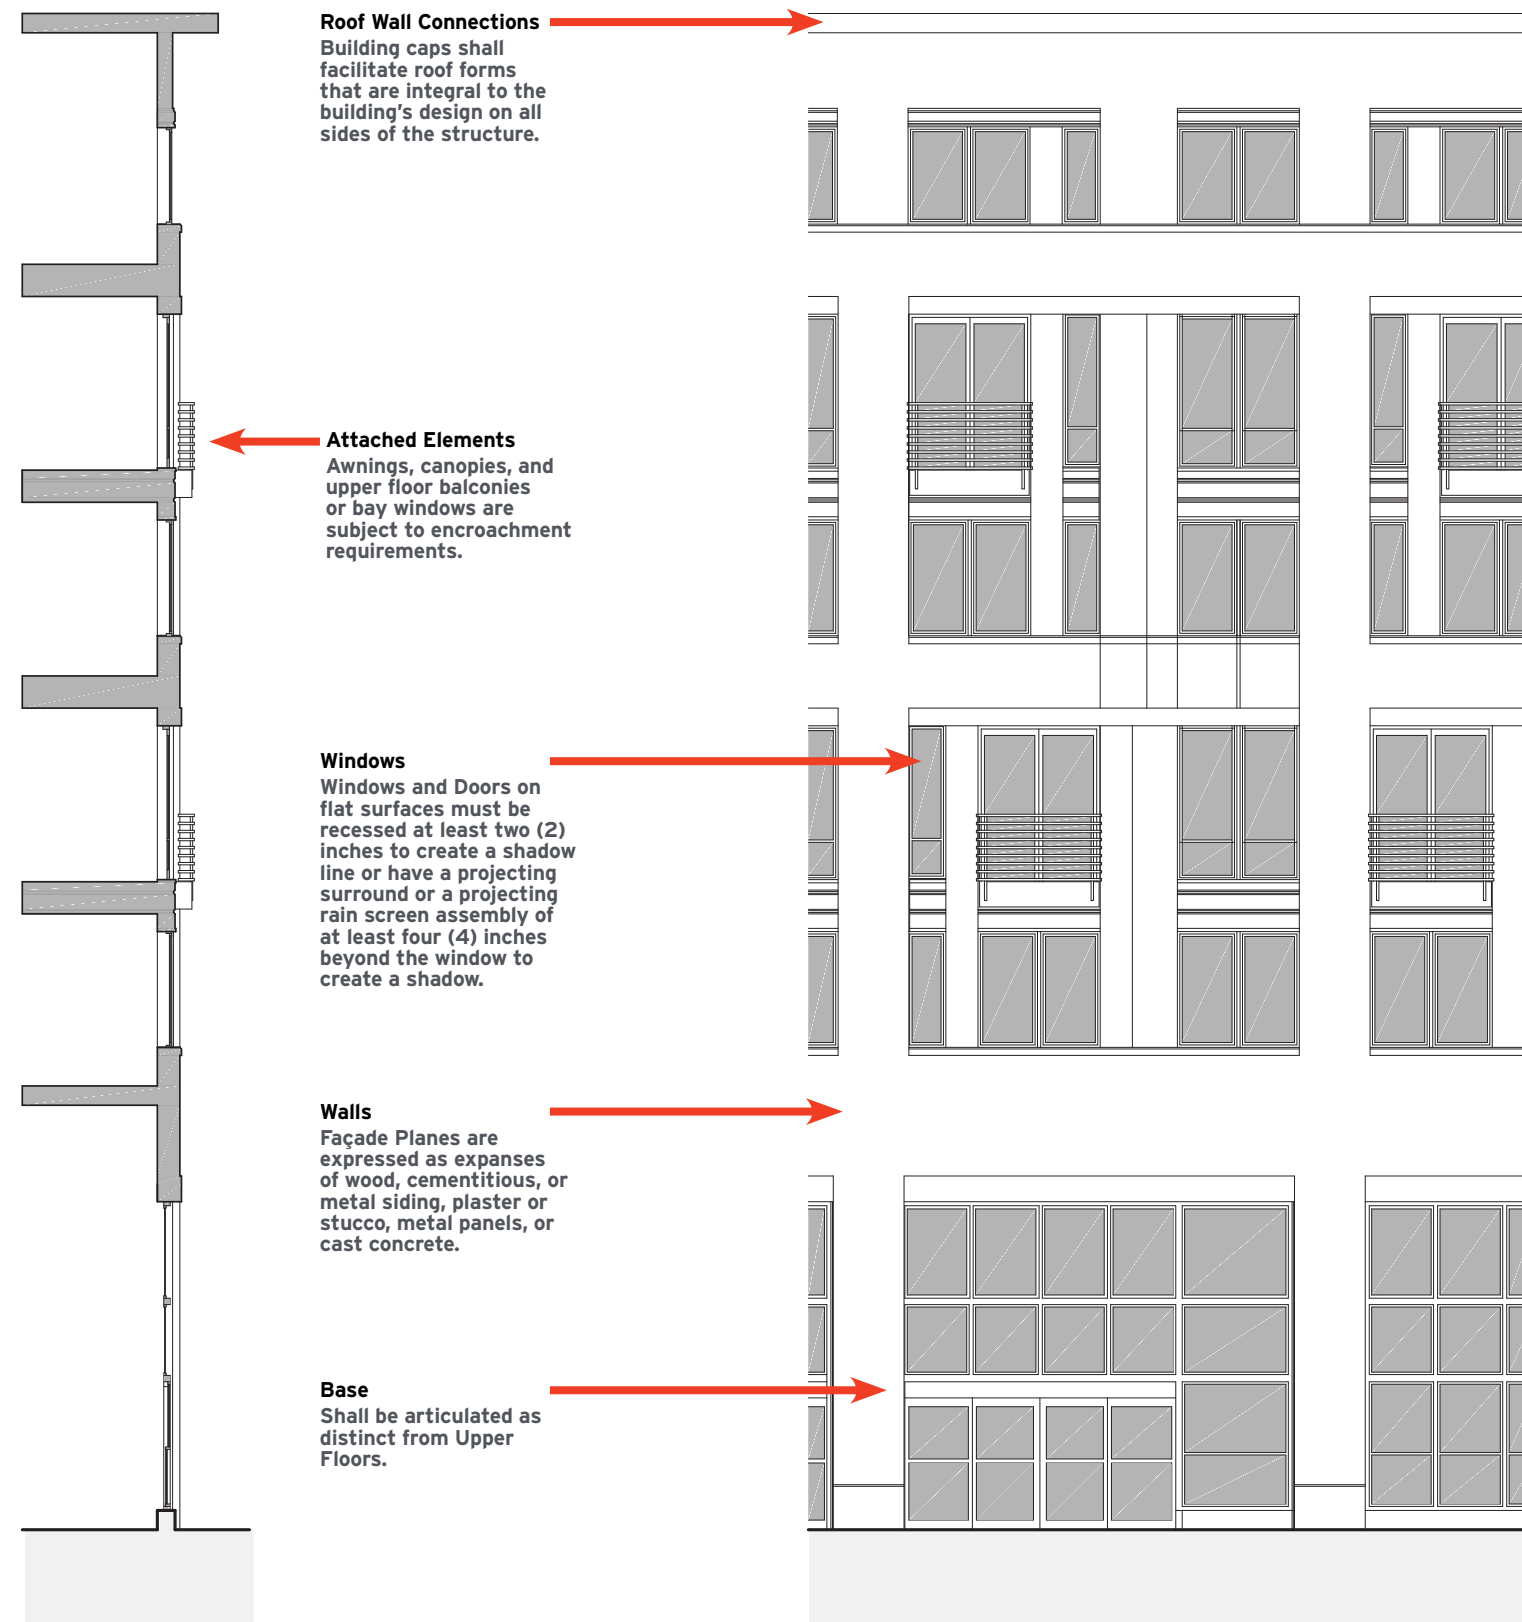 Roof Wall Connections
Building caps shall
facilitate roof forms
that are integral to the
building’s design on all
sides of the structure.
Attached Elements
Awnings, canopies, and
upper floor balconies
or bay windows are
subject to encroachment
requirements.
Windows
Windows and Doors on
flat surfaces must be
recessed at least two (2)
inches to create a shadow
line or have a projecting
surround or a projecting
rain screen assembly of
at least four (4) inches
beyond the window to
create a shadow.
Walls
Façade Planes are
expressed as expanses
of wood, cementitious, or
metal siding, plaster or
stucco, metal panels, or
cast concrete.
Base
Shall be articulated as
distinct from Upper
Floors.